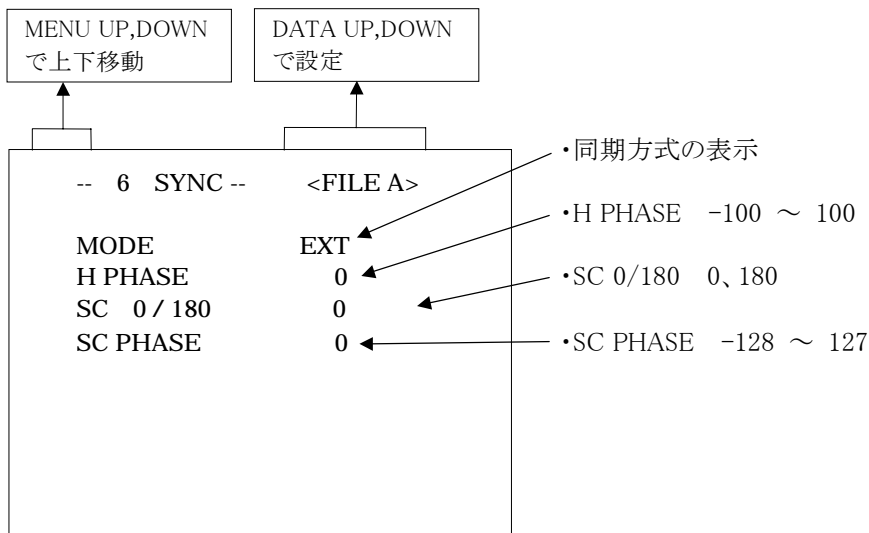 MENU UP,DOWN
で上下移動
DATA UP,DOWN
で設定
-- 6 SYNC -- <FILE A>
MODE EXT
H PHASE 0
SC 0 / 180 0
SC PHASE 0
・同期方式の表示
・H PHASE -100 ～ 100
・SC 0/180 0、180
・SC PHASE -128 ～ 127